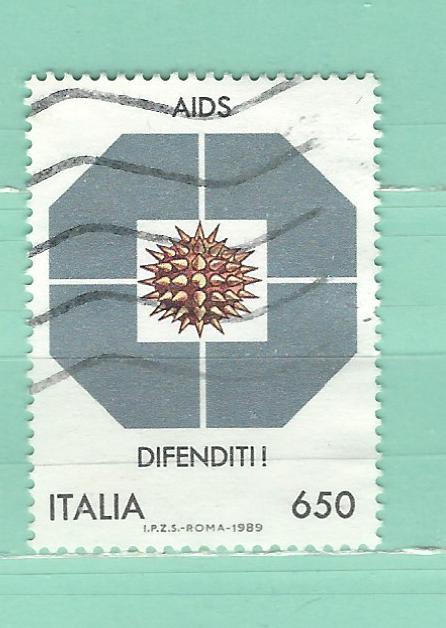 AIDS
DIFENDITI!
ITALIA 650
I.P.Z.S.-ROMA-1989